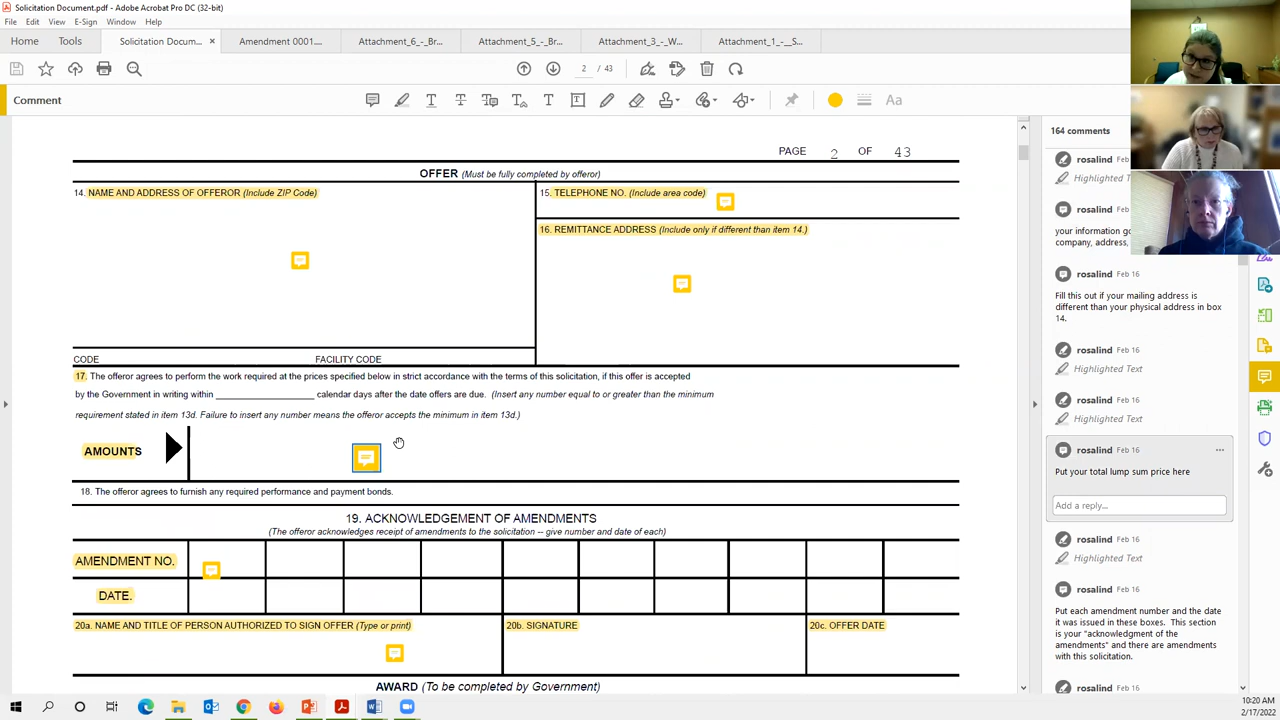 Solicitation Document.pdf - Adobe Acrobat Pro DC (32-bit)
File Edit View E-Sign Window Help
Home Tools Solicitation Docum... × Amendment 0001.... Attachment_6_-_Br... Attachment_5_-_Br... Attachment_3_-_W... Attachment_1_-__S...
2 / 43
Comment
Aa
PAGE 2 OF 43
OFFER (Must be fully completed by offeror)
14. NAME AND ADDRESS OF OFFEROR (Include ZIP Code)
15. TELEPHONE NO. (Include area code)
16. REMITTANCE ADDRESS (Include only if different than item 14.)
CODE FACILITY CODE
17. The offeror agrees to perform the work required at the prices specified below in strict accordance with the terms of this solicitation, if this offer is accepted
by the Government in writing within ________________ calendar days after the date offers are due. (Insert any number equal to or greater than the minimum
requirement stated in item 13d. Failure to insert any number means the offeror accepts the minimum in item 13d.)
AMOUNTS
18. The offeror agrees to furnish any required performance and payment bonds.
19. ACKNOWLEDGEMENT OF AMENDMENTS
(The offeror acknowledges receipt of amendments to the solicitation -- give number and date of each)
AMENDMENT NO.
DATE.
20a. NAME AND TITLE OF PERSON AUTHORIZED TO SIGN OFFER (Type or print)
20b. SIGNATURE
20c. OFFER DATE
AWARD (To be completed by Government)
164 comments
rosalind Feb
Highlighted Text
rosalind Feb
your information go
company, address,
rosalind Feb 16
Fill this out if your mailing address is
different than your physical address in box
14.
rosalind Feb 16
Highlighted Text
rosalind Feb 16
Highlighted Text
rosalind Feb 16 ...
Put your total lump sum price here
Add a reply...
rosalind Feb 16
Highlighted Text
rosalind Feb 16
Put each amendment number and the date
it was issued in these boxes. This section
is your "acknowledgment of the
amendments" and there are amendments
with this solicitation.
rosalind Feb 16
10:20 AM
2/17/2022